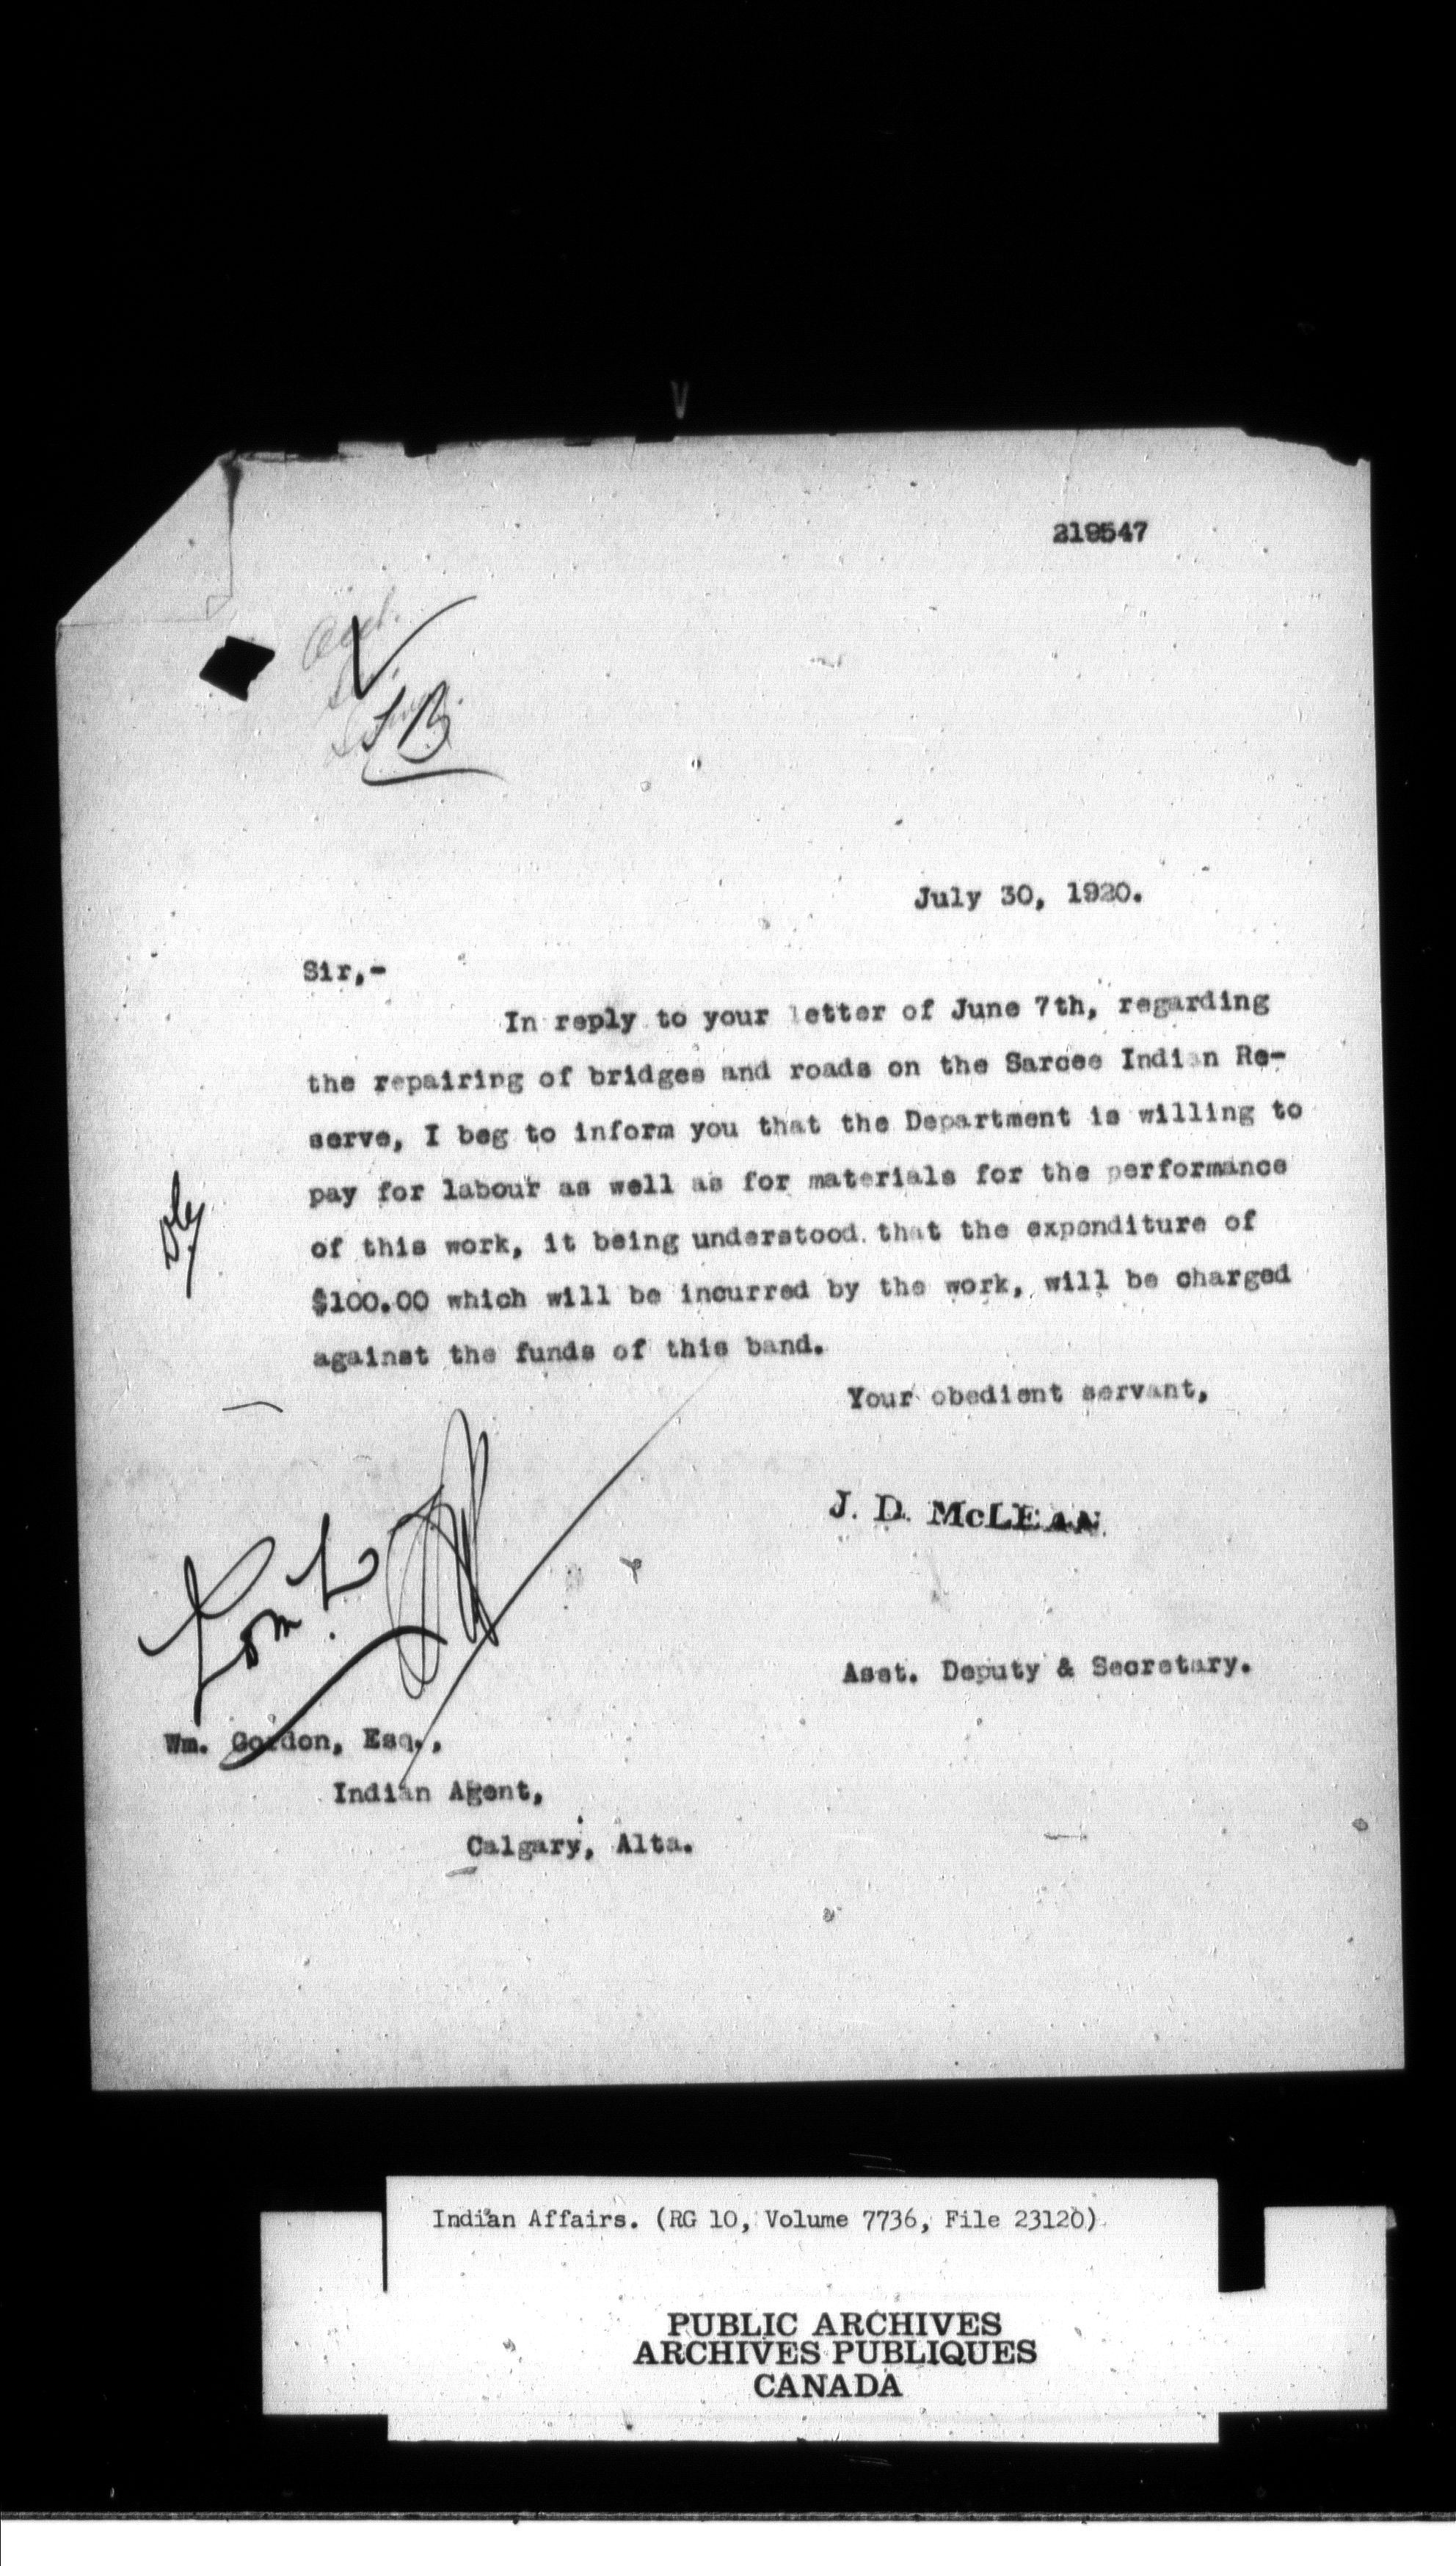 219547
July 30, 1920.
Sir,-
In reply to your letter of June 7th, regarding
the repairing of bridges and roads on the Sarcee Indian Re-
serve, I beg to inform you that the Department is willing to
pay for labour as well as for materials for the performance
of this work, it being understood that the expenditure of
$100.00 which will be incurred by the work, will be charged
against the funds of this band.
Your obedient servant,
J. D. McLEAN
Asst. Deputy & Secretary.
Wm. Gordon, Esq.,
Indian Agent,
Calgary, Alta.
Indian Affairs. (RG 10, Volume 7736, File 23120)
PUBLIC ARCHIVES
ARCHIVES PUBLIQUES
CANADA